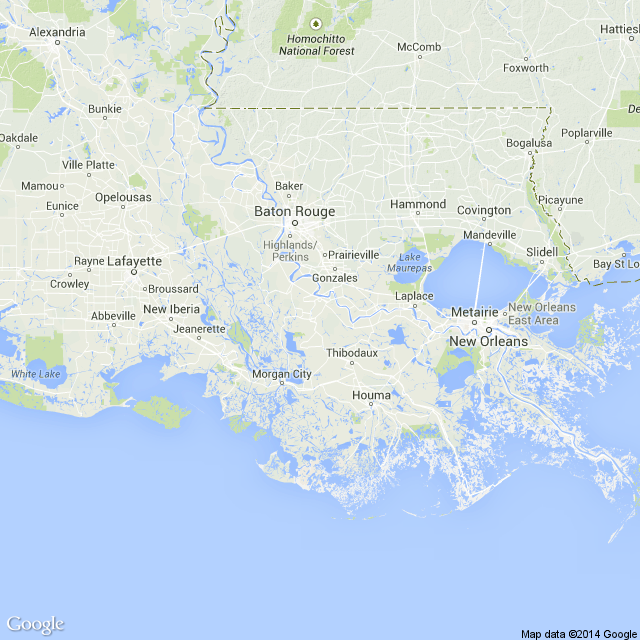 Alexandria
Homochitto
National Forest
McComb
Hatties
Foxworth
Bunkie
De
Oakdale
Poplarville
Bogalusa
Ville Platte
Mamou
Baker
Opelousas
Eunice
Baton Rouge
Hammond
Covington
Picayune
Highlands/
Perkins
Mandeville
Prairieville
Lake
Maurepas
Slidell
Bay St Lo
Rayne
Lafayette
Gonzales
Crowley
Broussard
Laplace
New Iberia
Metairie
New Orleans
East Area
Abbeville
Jeanerette
New Orleans
Thibodaux
White Lake
Morgan City
Houma
Google
Map data ©2014 Google